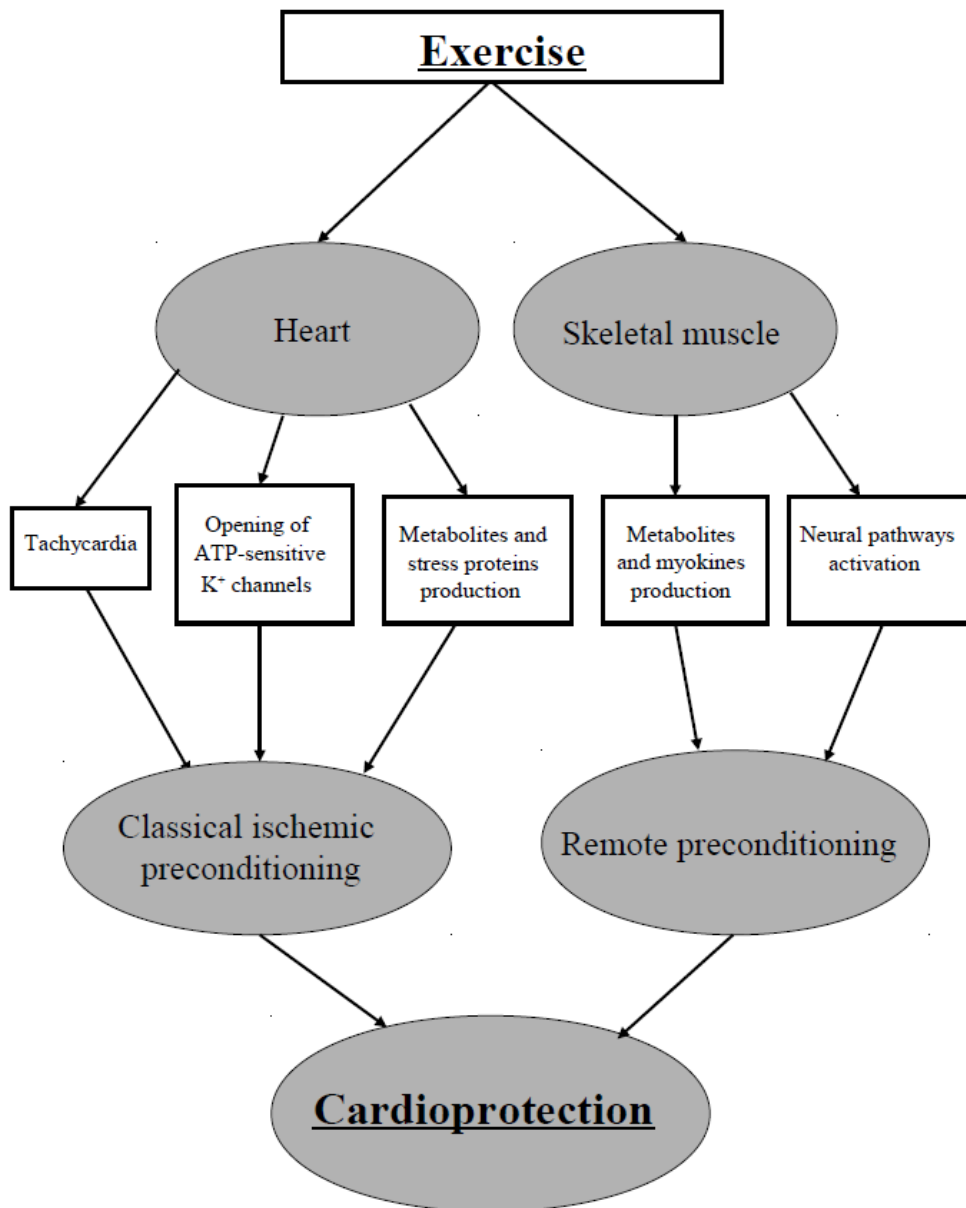 Exercise
Heart
Skeletal muscle
Tachycardia
Opening of
ATP-sensitive
K⁺ channels
Metabolites and
stress proteins
production
Metabolites
and myokines
production
Neural pathways
activation
Classical ischemic
preconditioning
Remote preconditioning
Cardioprotection